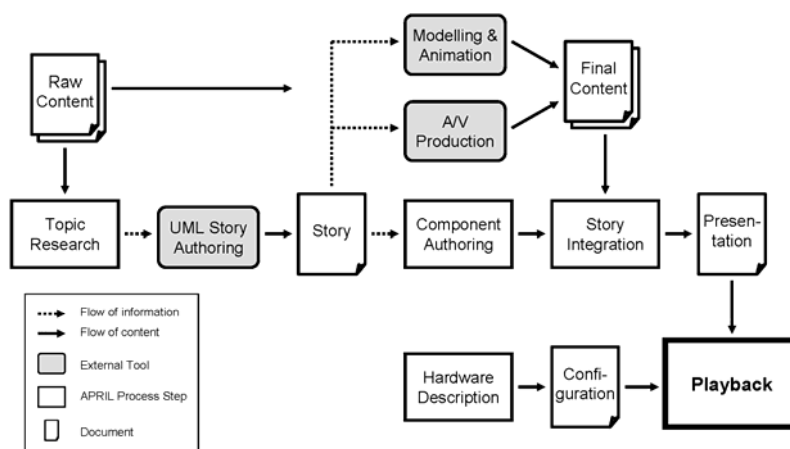 Modelling &
Animation
Raw
Content
Final
Content
A/V
Production
Topic
Research
UML Story
Authoring
Story
Component
Authoring
Story
Integration
Presen-
tation
Flow of information
Flow of content
External Tool
APRIL Process Step
Document
Hardware
Description
Confi-
guration
Playback